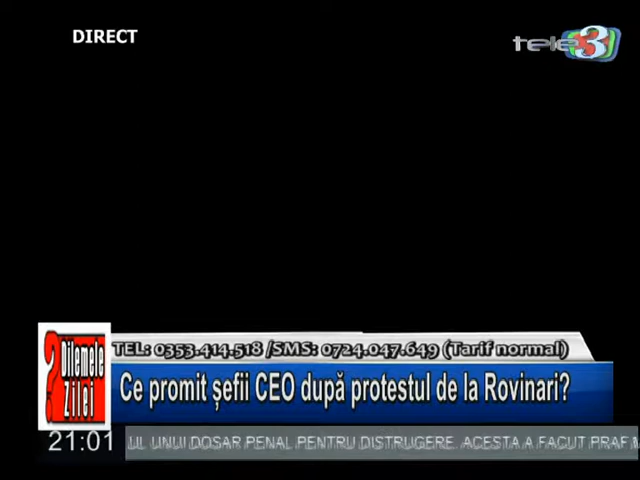 DIRECT
tele3
TEL: 0353.414.518 /SMS: 0724.047.649 (Tarif normal)
? Dilemele Zilei
Ce promit șefii CEO după protestul de la Rovinari?
21:01
UL UNUI DOSAR PENAL PENTRU DISTRUGERE. ACESTA A FACUT PRAF